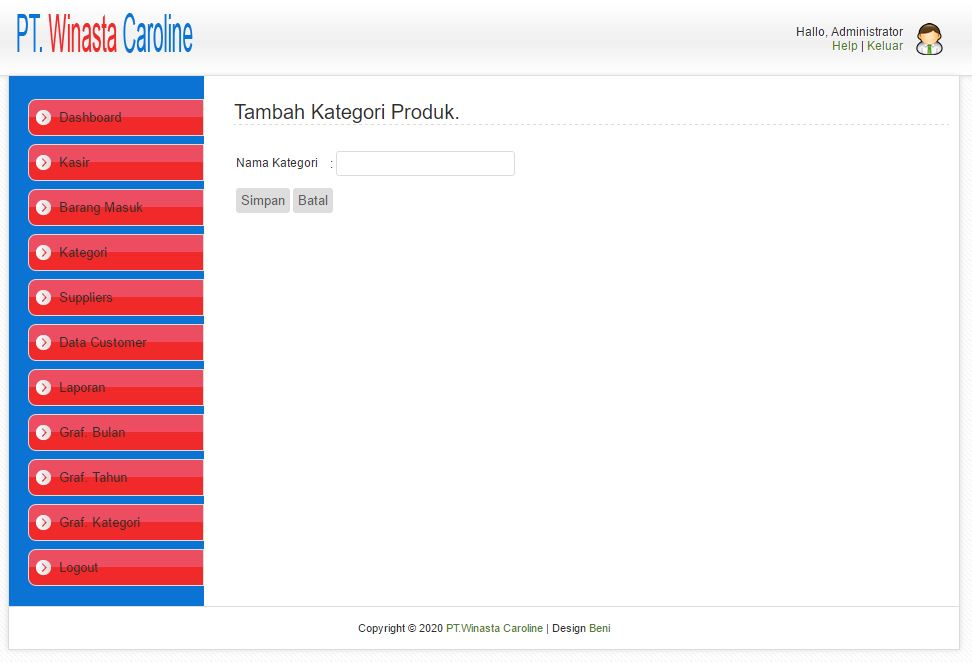 PT. Winasta Caroline
Hallo, Administrator
Help | Keluar
Dashboard
Kasir
Barang Masuk
Kategori
Suppliers
Data Customer
Laporan
Graf. Bulan
Graf. Tahun
Graf. Kategori
Logout
Tambah Kategori Produk.
Nama Kategori :
Simpan Batal
Copyright © 2020 PT.Winasta Caroline | Design Beni